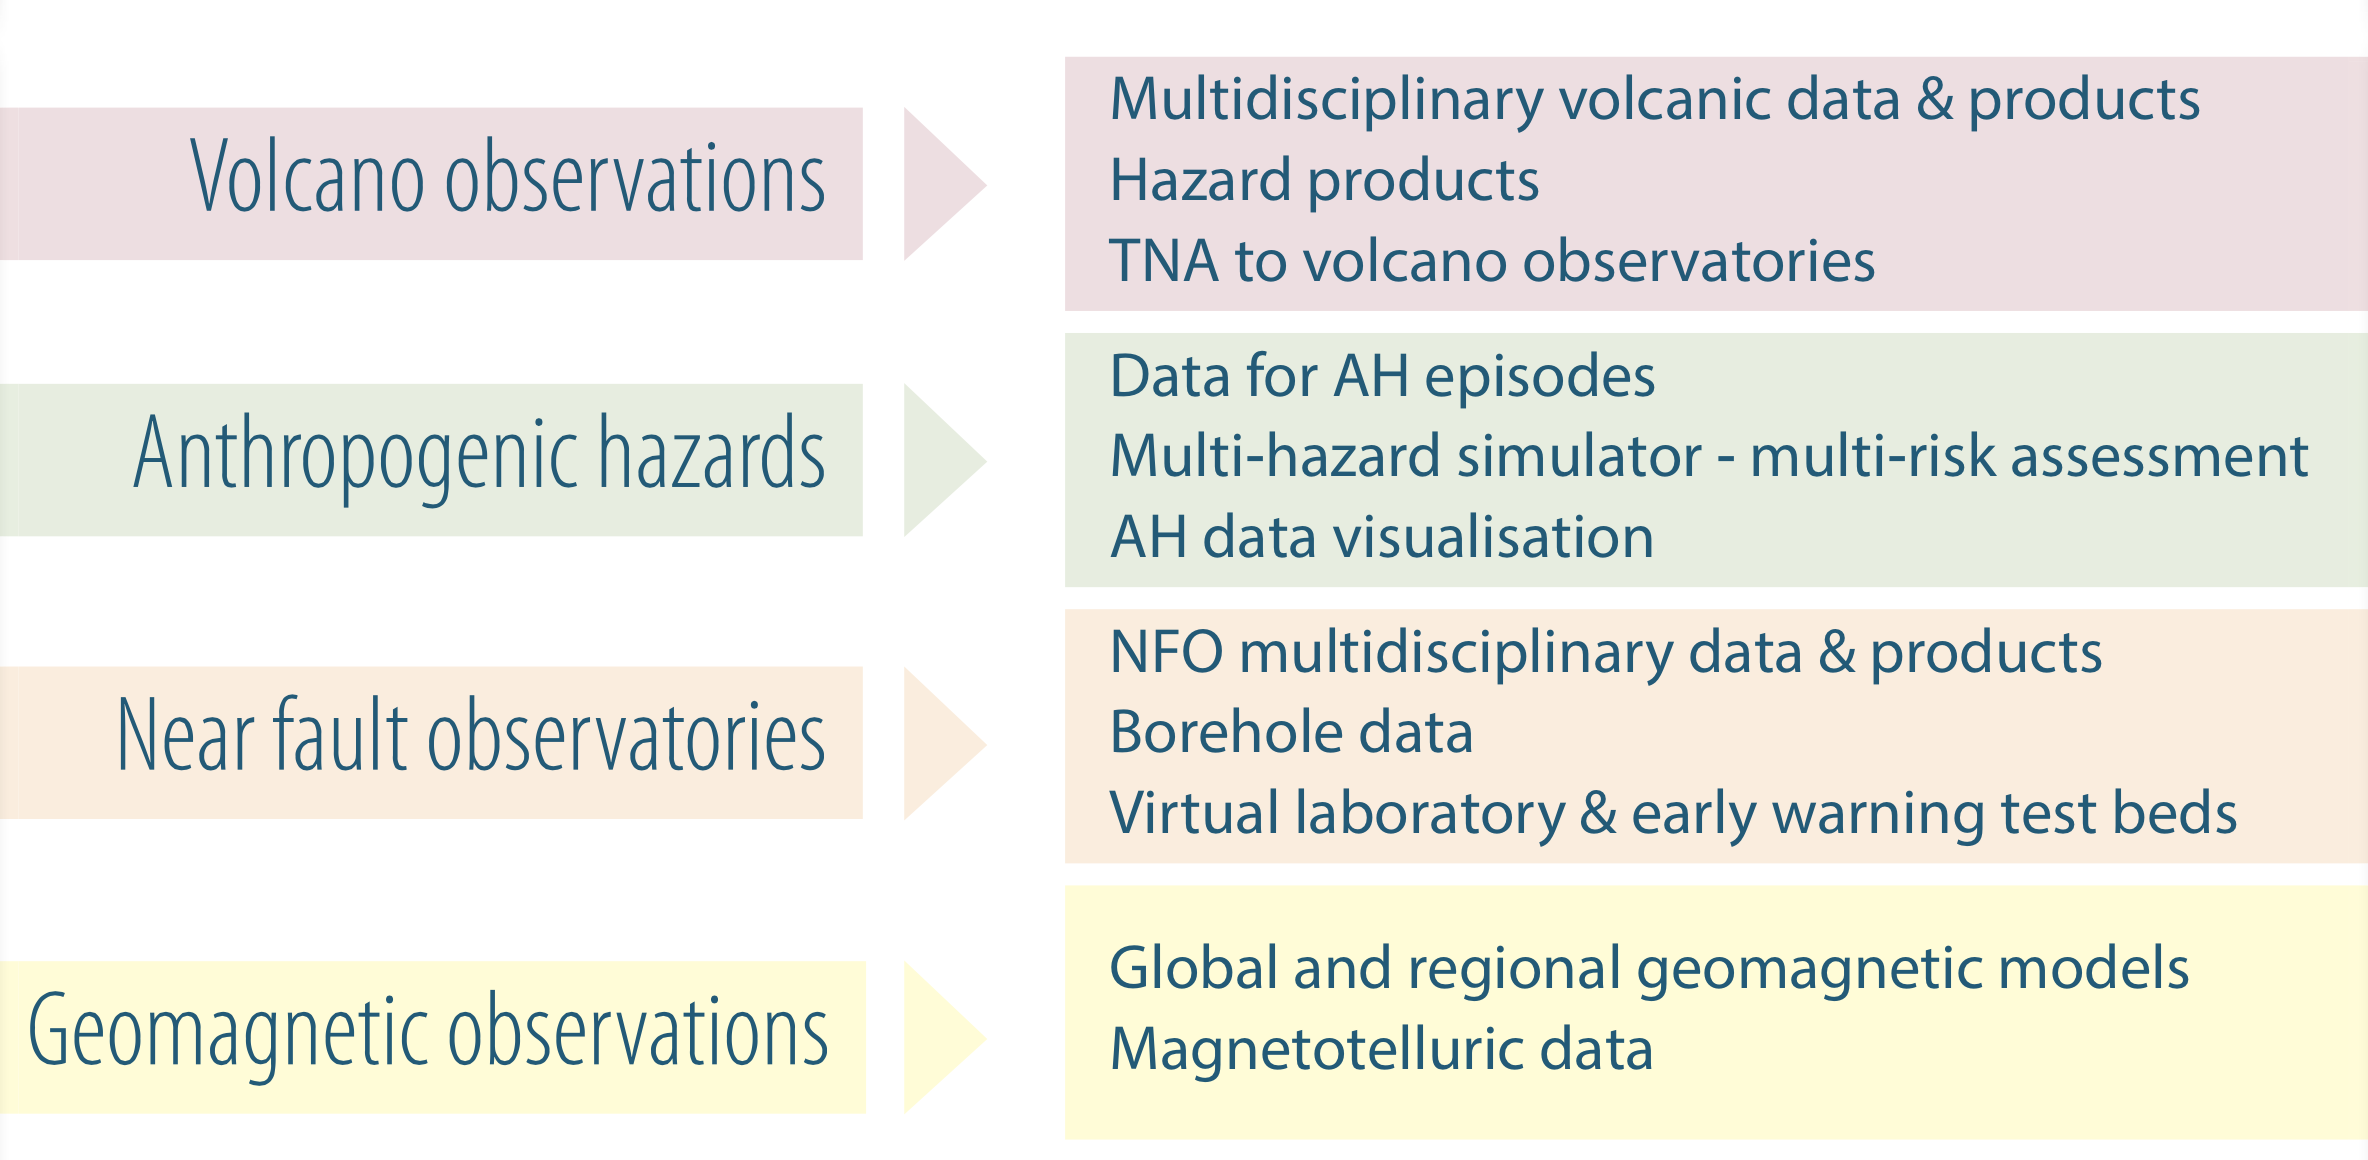 Volcano observations
Multidisciplinary volcanic data & products
Hazard products
TNA to volcano observatories
Anthropogenic hazards
Data for AH episodes
Multi-hazard simulator - multi-risk assessment
AH data visualisation
Near fault observatories
NFO multidisciplinary data & products
Borehole data
Virtual laboratory & early warning test beds
Geomagnetic observations
Global and regional geomagnetic models
Magnetotelluric data